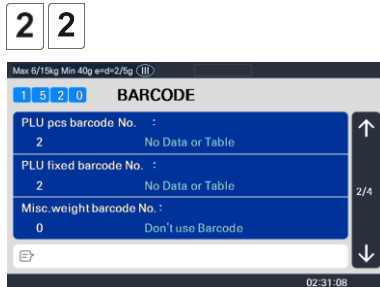 2 2
Max 6/15kg Min 40g e=d=2/5g III
1 5 2 0 BARCODE
PLU pcs barcode No. :
2 No Data or Table
PLU fixed barcode No. :
2 No Data or Table
2/4
Misc.weight barcode No. :
0 Don't use Barcode
02:31:08